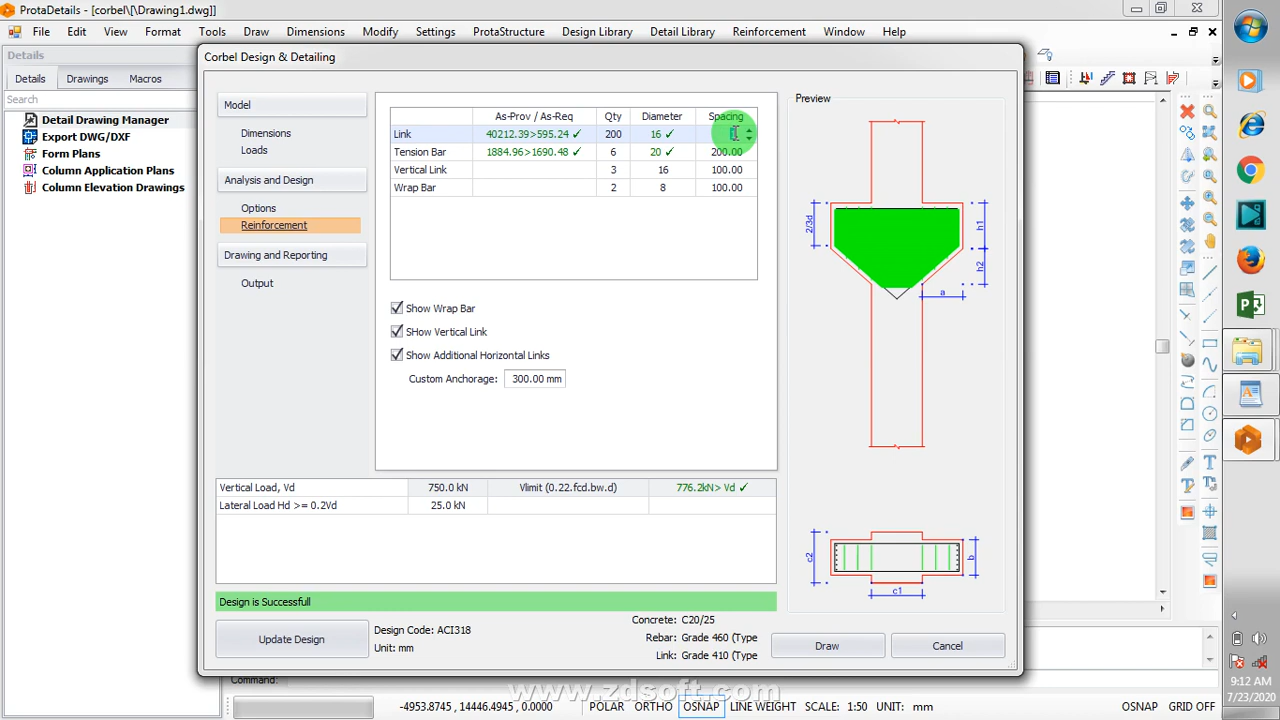 ProtaDetails - [corbel\[\Drawing1.dwg]]
File Edit View Format Tools Draw Dimensions Modify Settings ProtaStructure Design Library Detail Library Reinforcement Window Help
Details
Details Drawings Macros
Search
Detail Drawing Manager
Export DWG/DXF
Form Plans
Column Application Plans
Column Elevation Drawings
Corbel Design & Detailing
Model
Dimensions
Loads
Analysis and Design
Options
Reinforcement
Drawing and Reporting
Output
As-Prov / As-Req Qty Diameter Spacing
Link 40212.39>595.24 ✓ 200 16 ✓
Tension Bar 1884.96>1690.48 ✓ 6 20 ✓ 200.00
Vertical Link 3 16 100.00
Wrap Bar 2 8 100.00
Show Wrap Bar
SHow Vertical Link
Show Additional Horizontal Links
Custom Anchorage: 300.00 mm
Preview
2/3d
h1
h2
a
c2
b
c1
Vertical Load, Vd 750.0 kN Vlimit (0.22.fcd.bw.d) 776.2kN> Vd ✓
Lateral Load Hd >= 0.2Vd 25.0 kN
Design is Successfull
Update Design
Design Code: ACI318
Unit: mm
Concrete: C20/25
Rebar: Grade 460 (Type
Link: Grade 410 (Type
Draw Cancel
Command:
www.zdsoft.com
-4953.8745, 14446.4945, 0.0000 POLAR ORTHO OSNAP LINE WEIGHT SCALE: 1:50 UNIT: mm OSNAP GRID OFF
9:12 AM
7/23/2020